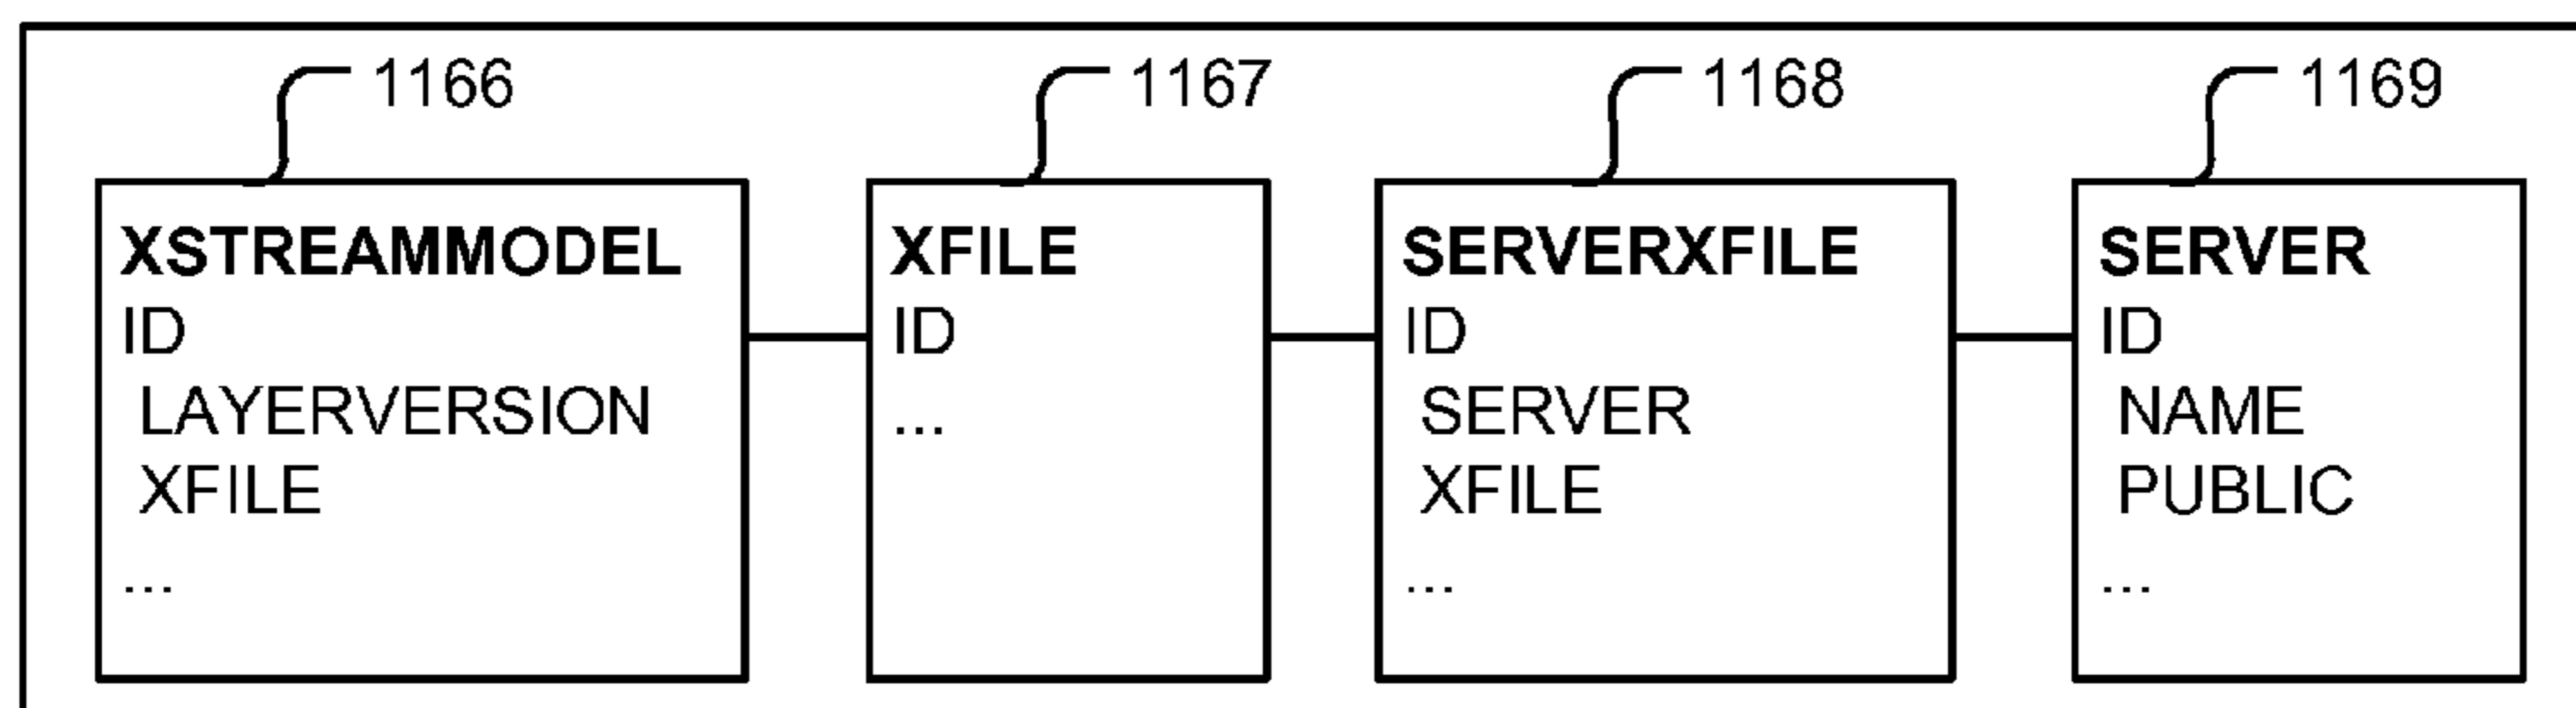 1166
1167
1168
1169
XSTREAMMODEL
ID
LAYERVERSION
XFILE
...
XFILE
ID
...
SERVERXFILE
ID
SERVER
XFILE
...
SERVER
ID
NAME
PUBLIC
...